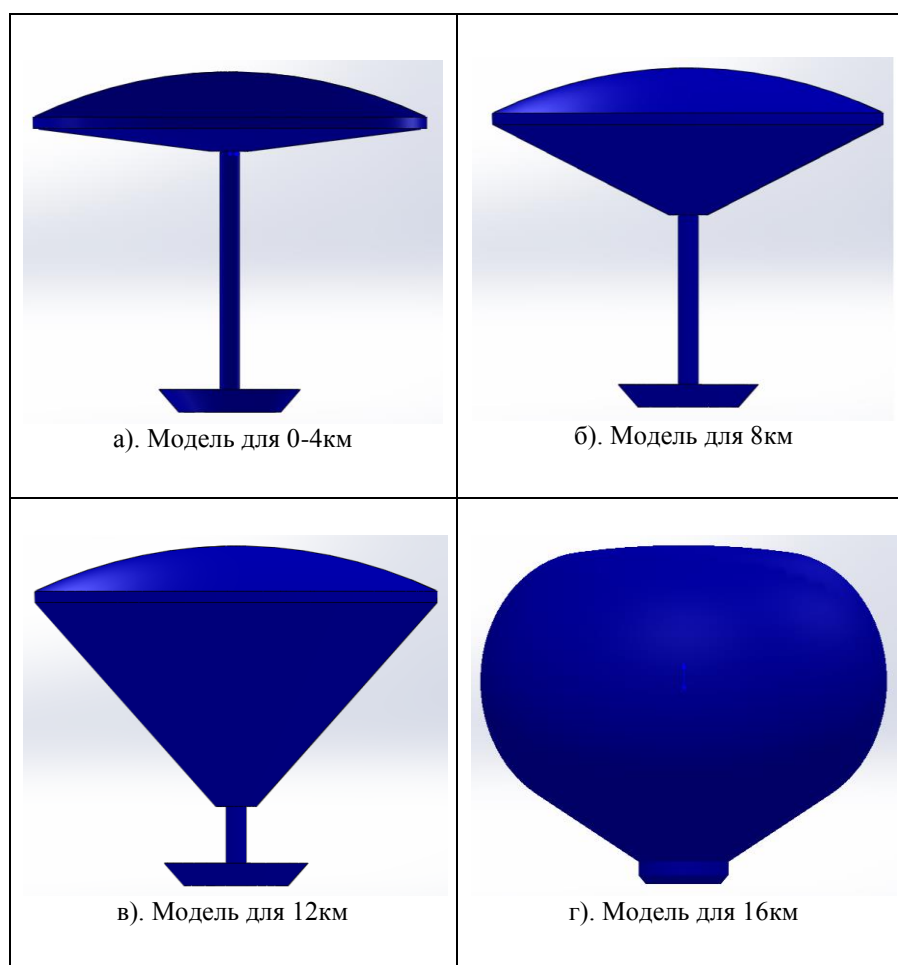 а). Модель для 0-4км
б). Модель для 8км
в). Модель для 12км
г). Модель для 16км